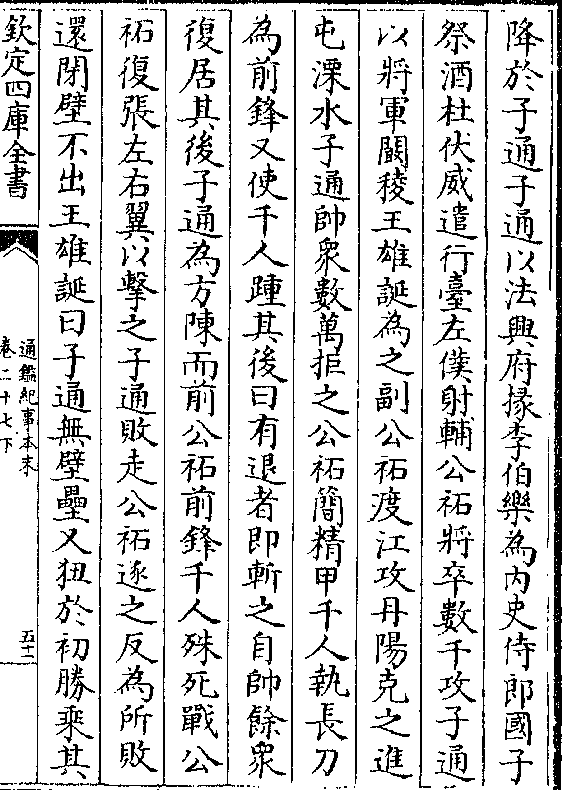 降於子通子通以法興府掾李伯樂為内史侍郎國子
祭酒杜伏威遣行臺左僕射輔公祏將卒數千攻子通
以將軍闞稜王雄誕為之副公祏渡江攻丹陽克之進
屯溧水子通帥衆數萬拒之公祏簡精甲千人執長刀
為前鋒又使千人踵其後曰有退者即斬之自帥餘衆
復居其後子通為方陳而前公祏前鋒千人殊死戰公
祏復張左右翼以擊之子通敗走公祏逐之反為所敗
還閉壁不出王雄誕曰子通無壁壘又狃於初勝乘其
欽定四庫全書
通鑑紀事本末
卷二十七下
五十一